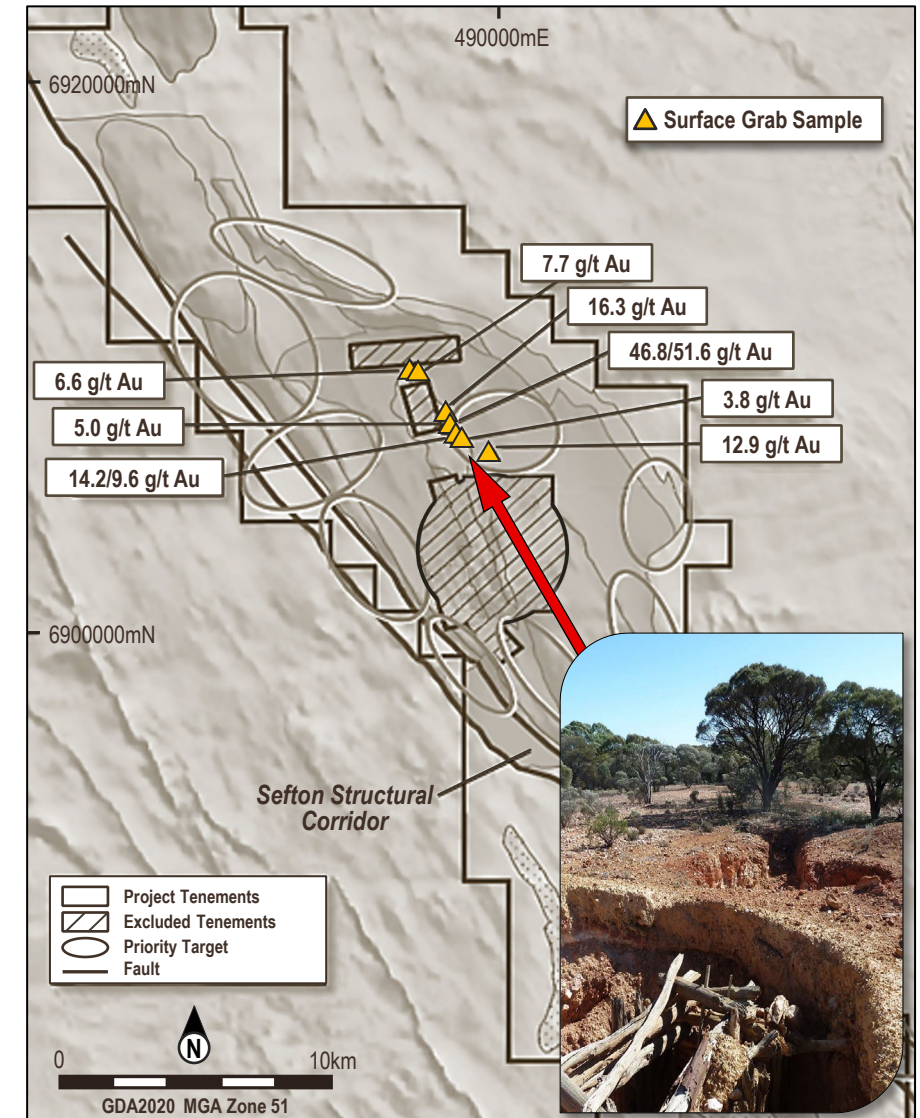 490000mE
6920000mN
Surface Grab Sample
7.7 g/t Au
16.3 g/t Au
46.8/51.6 g/t Au
6.6 g/t Au
3.8 g/t Au
5.0 g/t Au
12.9 g/t Au
14.2/9.6 g/t Au
6900000mN
Sefton Structural
Corridor
Project Tenements
Excluded Tenements
Priority Target
Fault
N
0
10km
GDA2020 MGA Zone 51